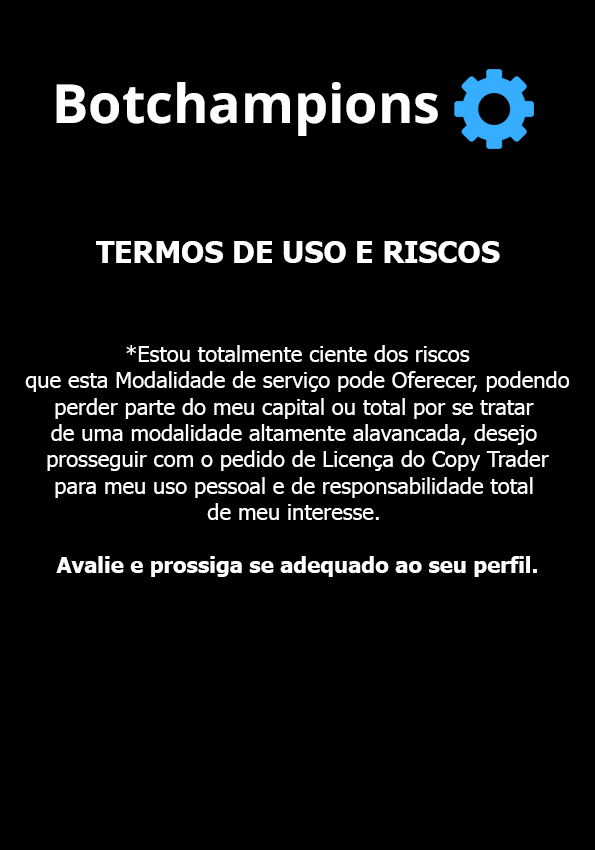 Botchampions
TERMOS DE USO E RISCOS
*Estou totalmente ciente dos riscos
que esta Modalidade de serviço pode Oferecer, podendo
perder parte do meu capital ou total por se tratar
de uma modalidade altamente alavancada, desejo
prosseguir com o pedido de Licença do Copy Trader
para meu uso pessoal e de responsabilidade total
de meu interesse.
Avalie e prossiga se adequado ao seu perfil.